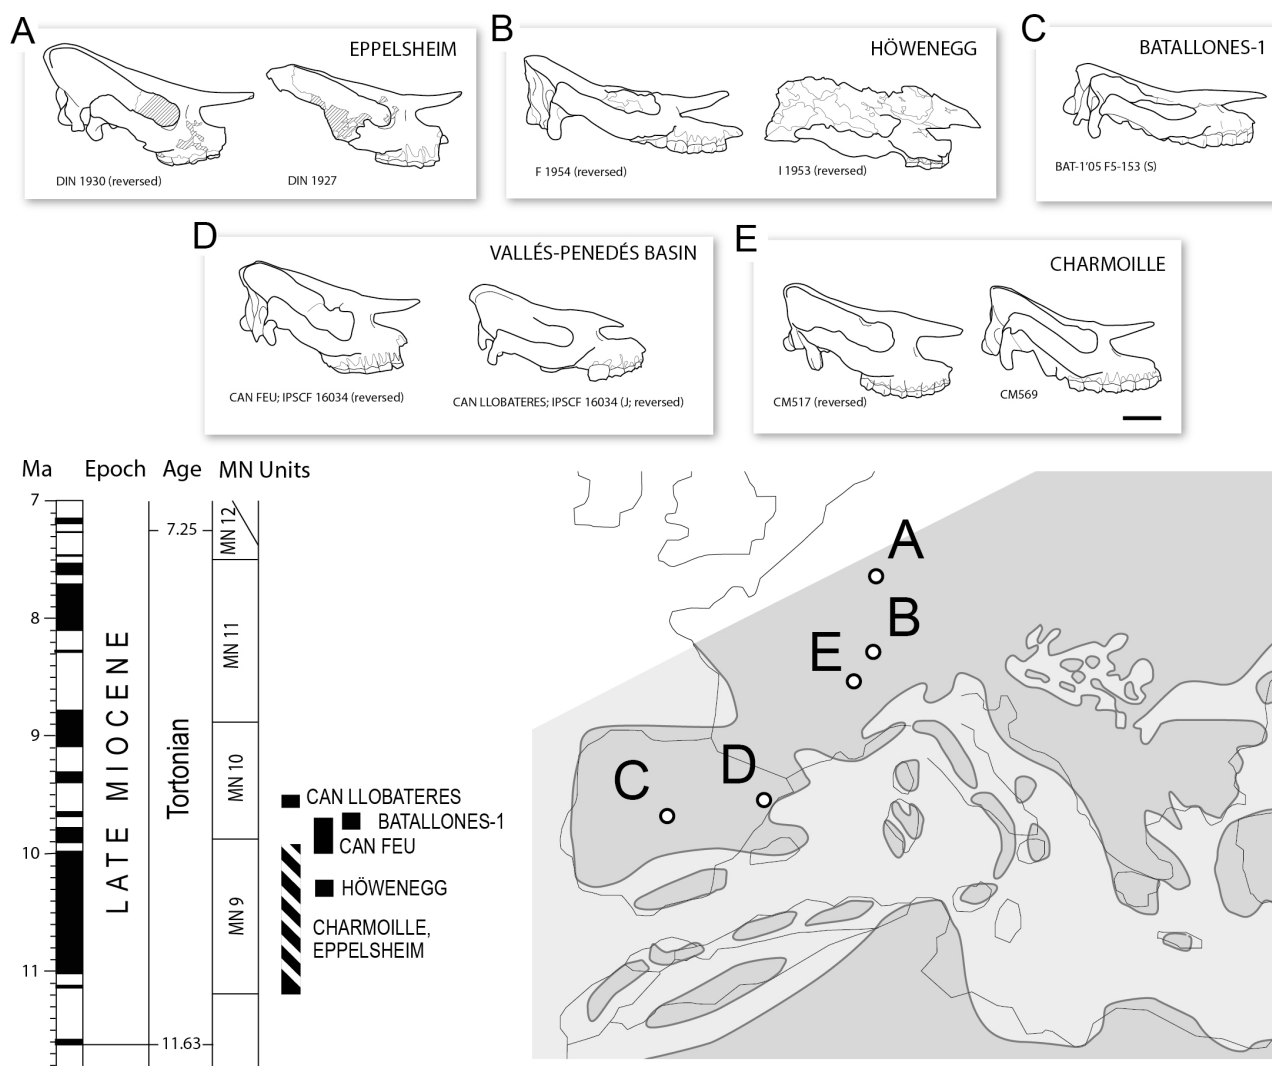 A
EPPELSHEIM
DIN 1930 (reversed)
DIN 1927
B
HÖWENEGG
F 1954 (reversed)
I 1953 (reversed)
C
BATALLONES-1
BAT-1'05 F5-153 (S)
D
VALLÉS-PENEDÉS BASIN
CAN FEU; IPSCF 16034 (reversed)
CAN LLOBATERES; IPSCF 16034 (J; reversed)
E
CHARMOILLE
CM517 (reversed)
CM569
Ma
Epoch
Age
MN Units
7
8
9
10
11
LATE MIOCENE
7.25
Tortonian
11.63
MN 12
MN 11
MN 10
MN 9
CAN LLOBATERES
BATALLONES-1
CAN FEU
HÖWENEGG
CHARMOILLE,
EPPELSHEIM
A
B
E
C
D